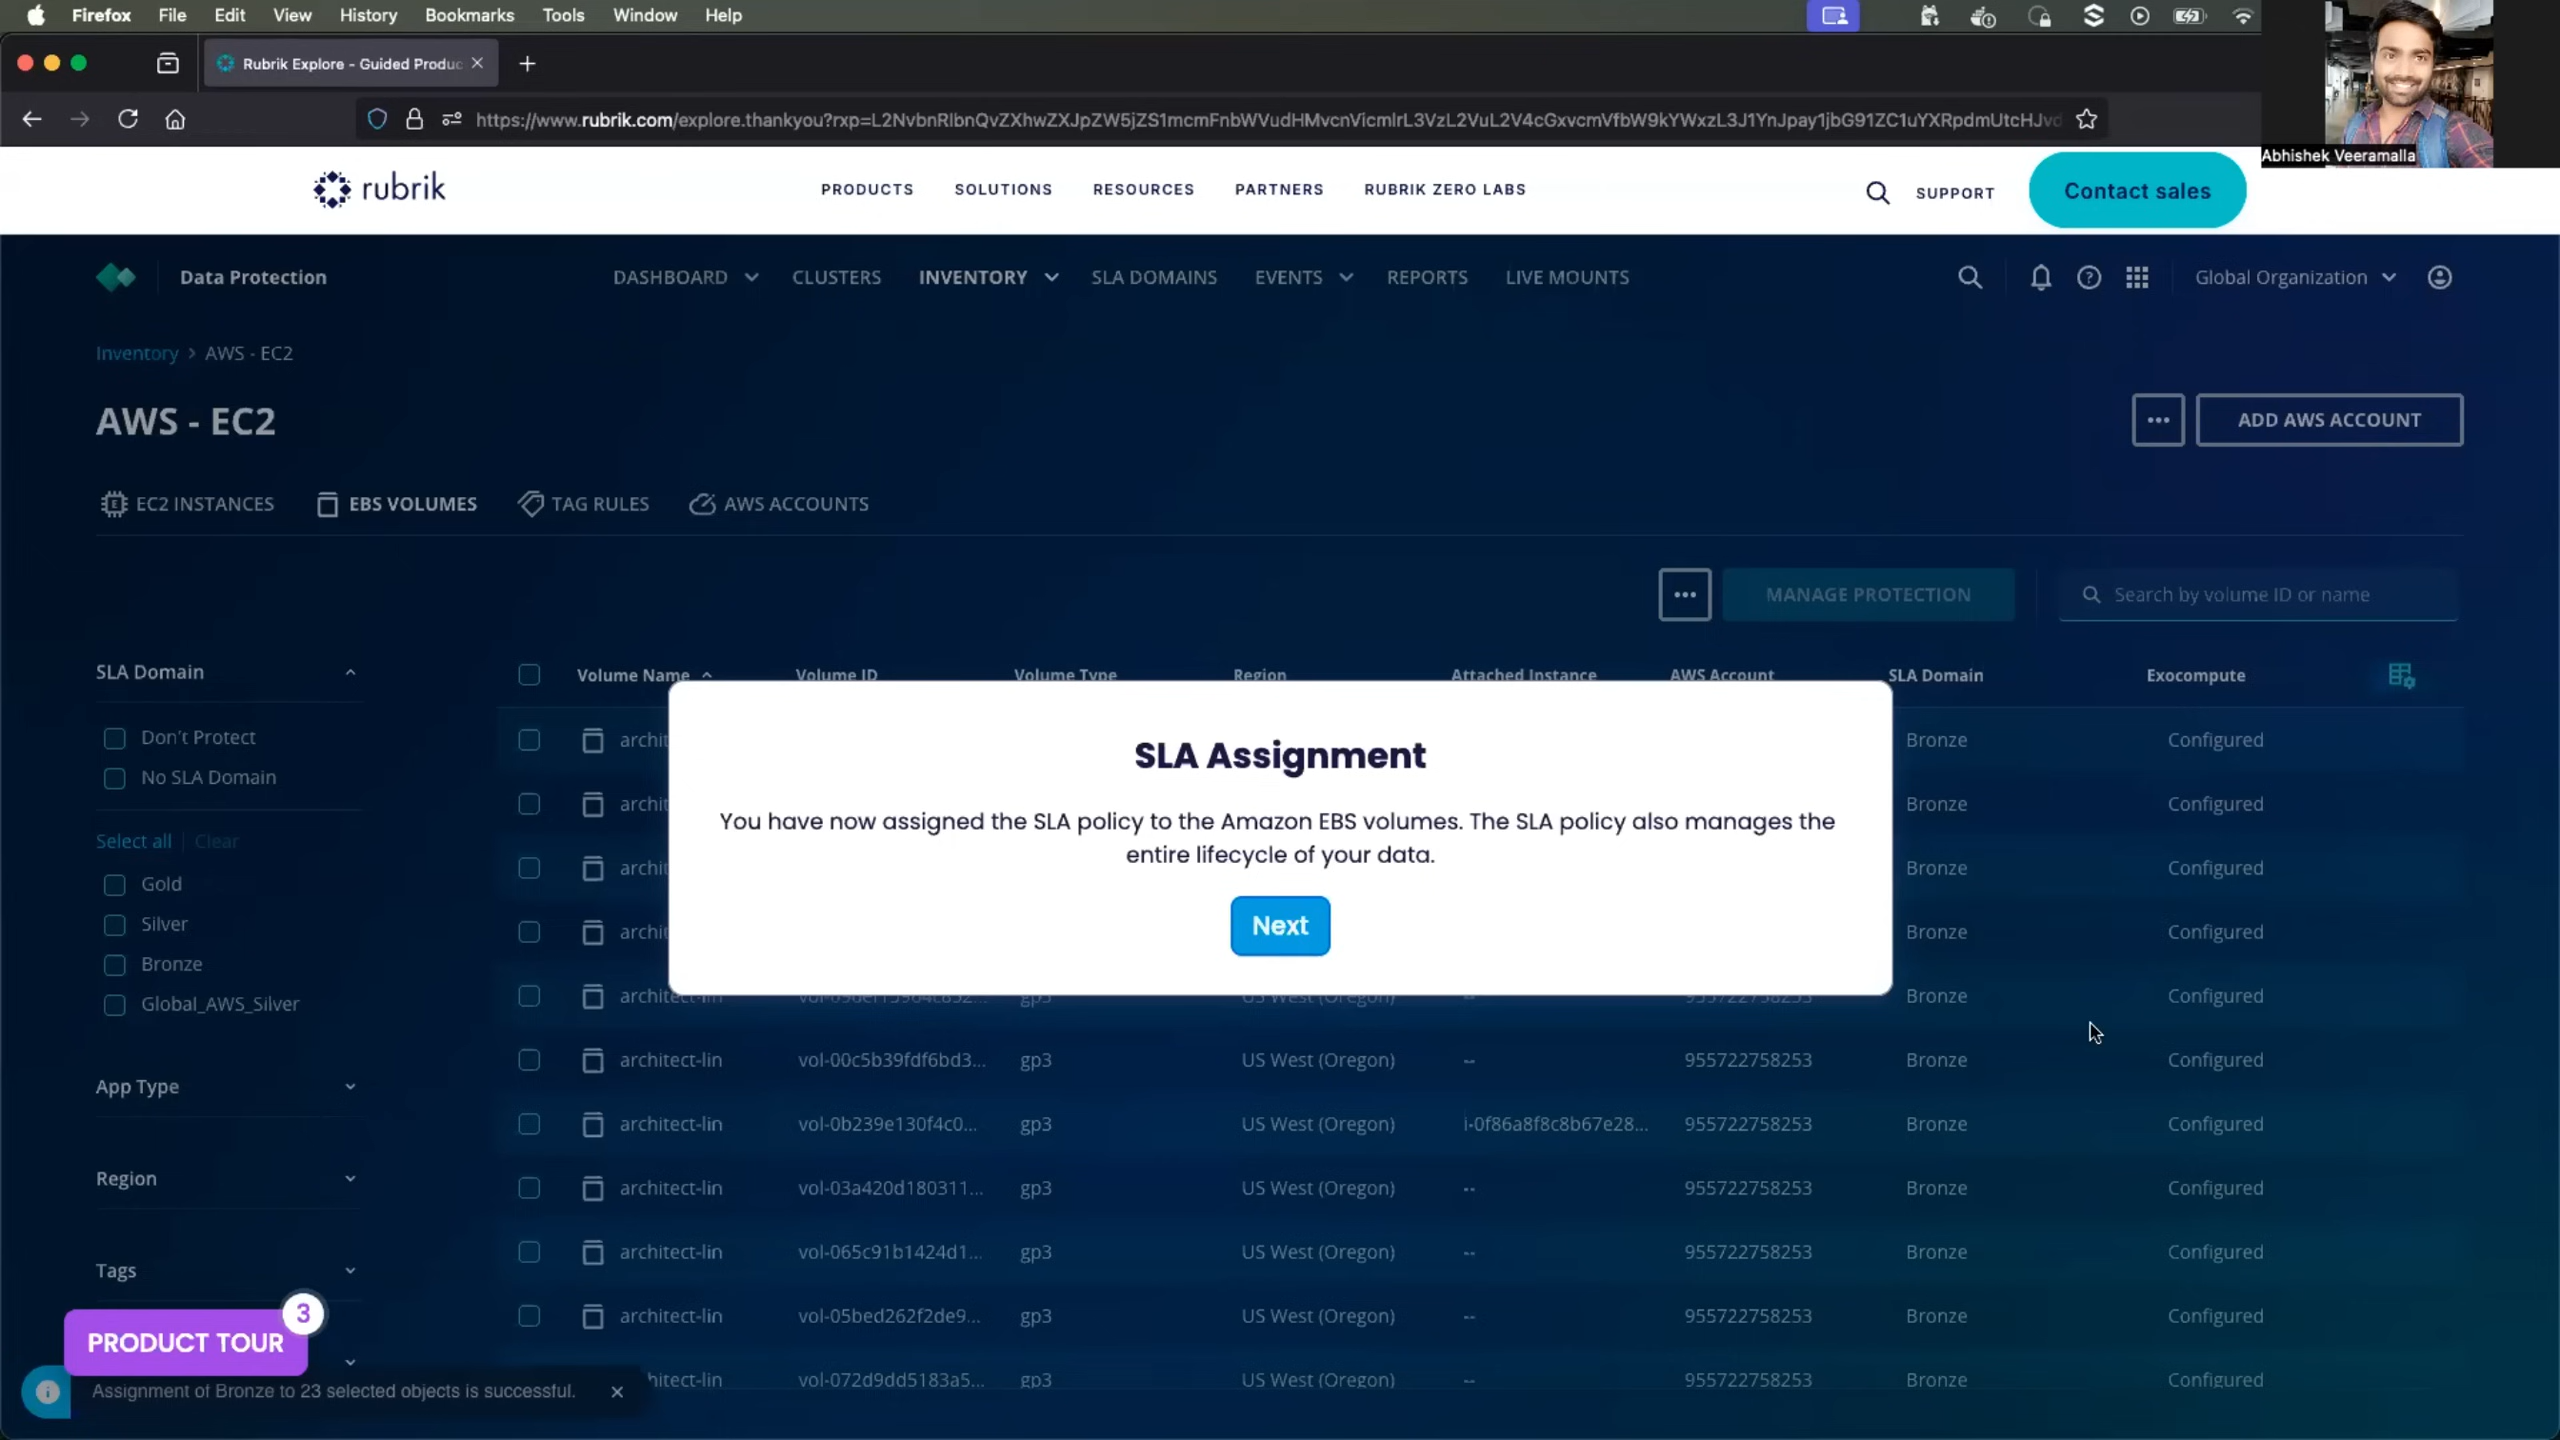 Firefox File Edit View History Bookmarks Tools Window Help
Rubrik Explore - Guided Produc
https://www.rubrik.com/explore.thankyou?rxp=
Abhishek Veeramalla
rubrik
PRODUCTS SOLUTIONS RESOURCES PARTNERS RUBRIK ZERO LABS
SUPPORT
Contact sales
Data Protection
DASHBOARD CLUSTERS INVENTORY SLA DOMAINS EVENTS REPORTS LIVE MOUNTS
Global Organization
Inventory > AWS - EC2
AWS - EC2
ADD AWS ACCOUNT
EC2 INSTANCES EBS VOLUMES TAG RULES AWS ACCOUNTS
MANAGE PROTECTION
Search by volume ID or name
SLA Domain
Don't Protect
No SLA Domain
Select all Clear
Gold
Silver
Bronze
Global_AWS_Silver
App Type
Region
Tags
Volume Name Volume ID Volume Type Region Attached Instance AWS Account SLA Domain Exocompute
archit Bronze Configured
archit Bronze Configured
archit Bronze Configured
archit Bronze Configured
architect-lin gp3 US West (Oregon) -- 955722758253 Bronze Configured
architect-lin vol-00c5b39fdf6bd3... gp3 US West (Oregon) -- 955722758253 Bronze Configured
architect-lin vol-0b239e130f4c0... gp3 US West (Oregon) i-0f86a8f8c8b67e28... 955722758253 Bronze Configured
architect-lin vol-03a420d180311... gp3 US West (Oregon) -- 955722758253 Bronze Configured
architect-lin vol-065c91b1424d1... gp3 US West (Oregon) -- 955722758253 Bronze Configured
architect-lin vol-05bed262f2de9... gp3 US West (Oregon) -- 955722758253 Bronze Configured
hitect-lin vol-072d9dd5183a5... gp3 US West (Oregon) -- 955722758253 Bronze Configured
SLA Assignment
You have now assigned the SLA policy to the Amazon EBS volumes. The SLA policy also manages the
entire lifecycle of your data.
Next
3
PRODUCT TOUR
Assignment of Bronze to 23 selected objects is successful.